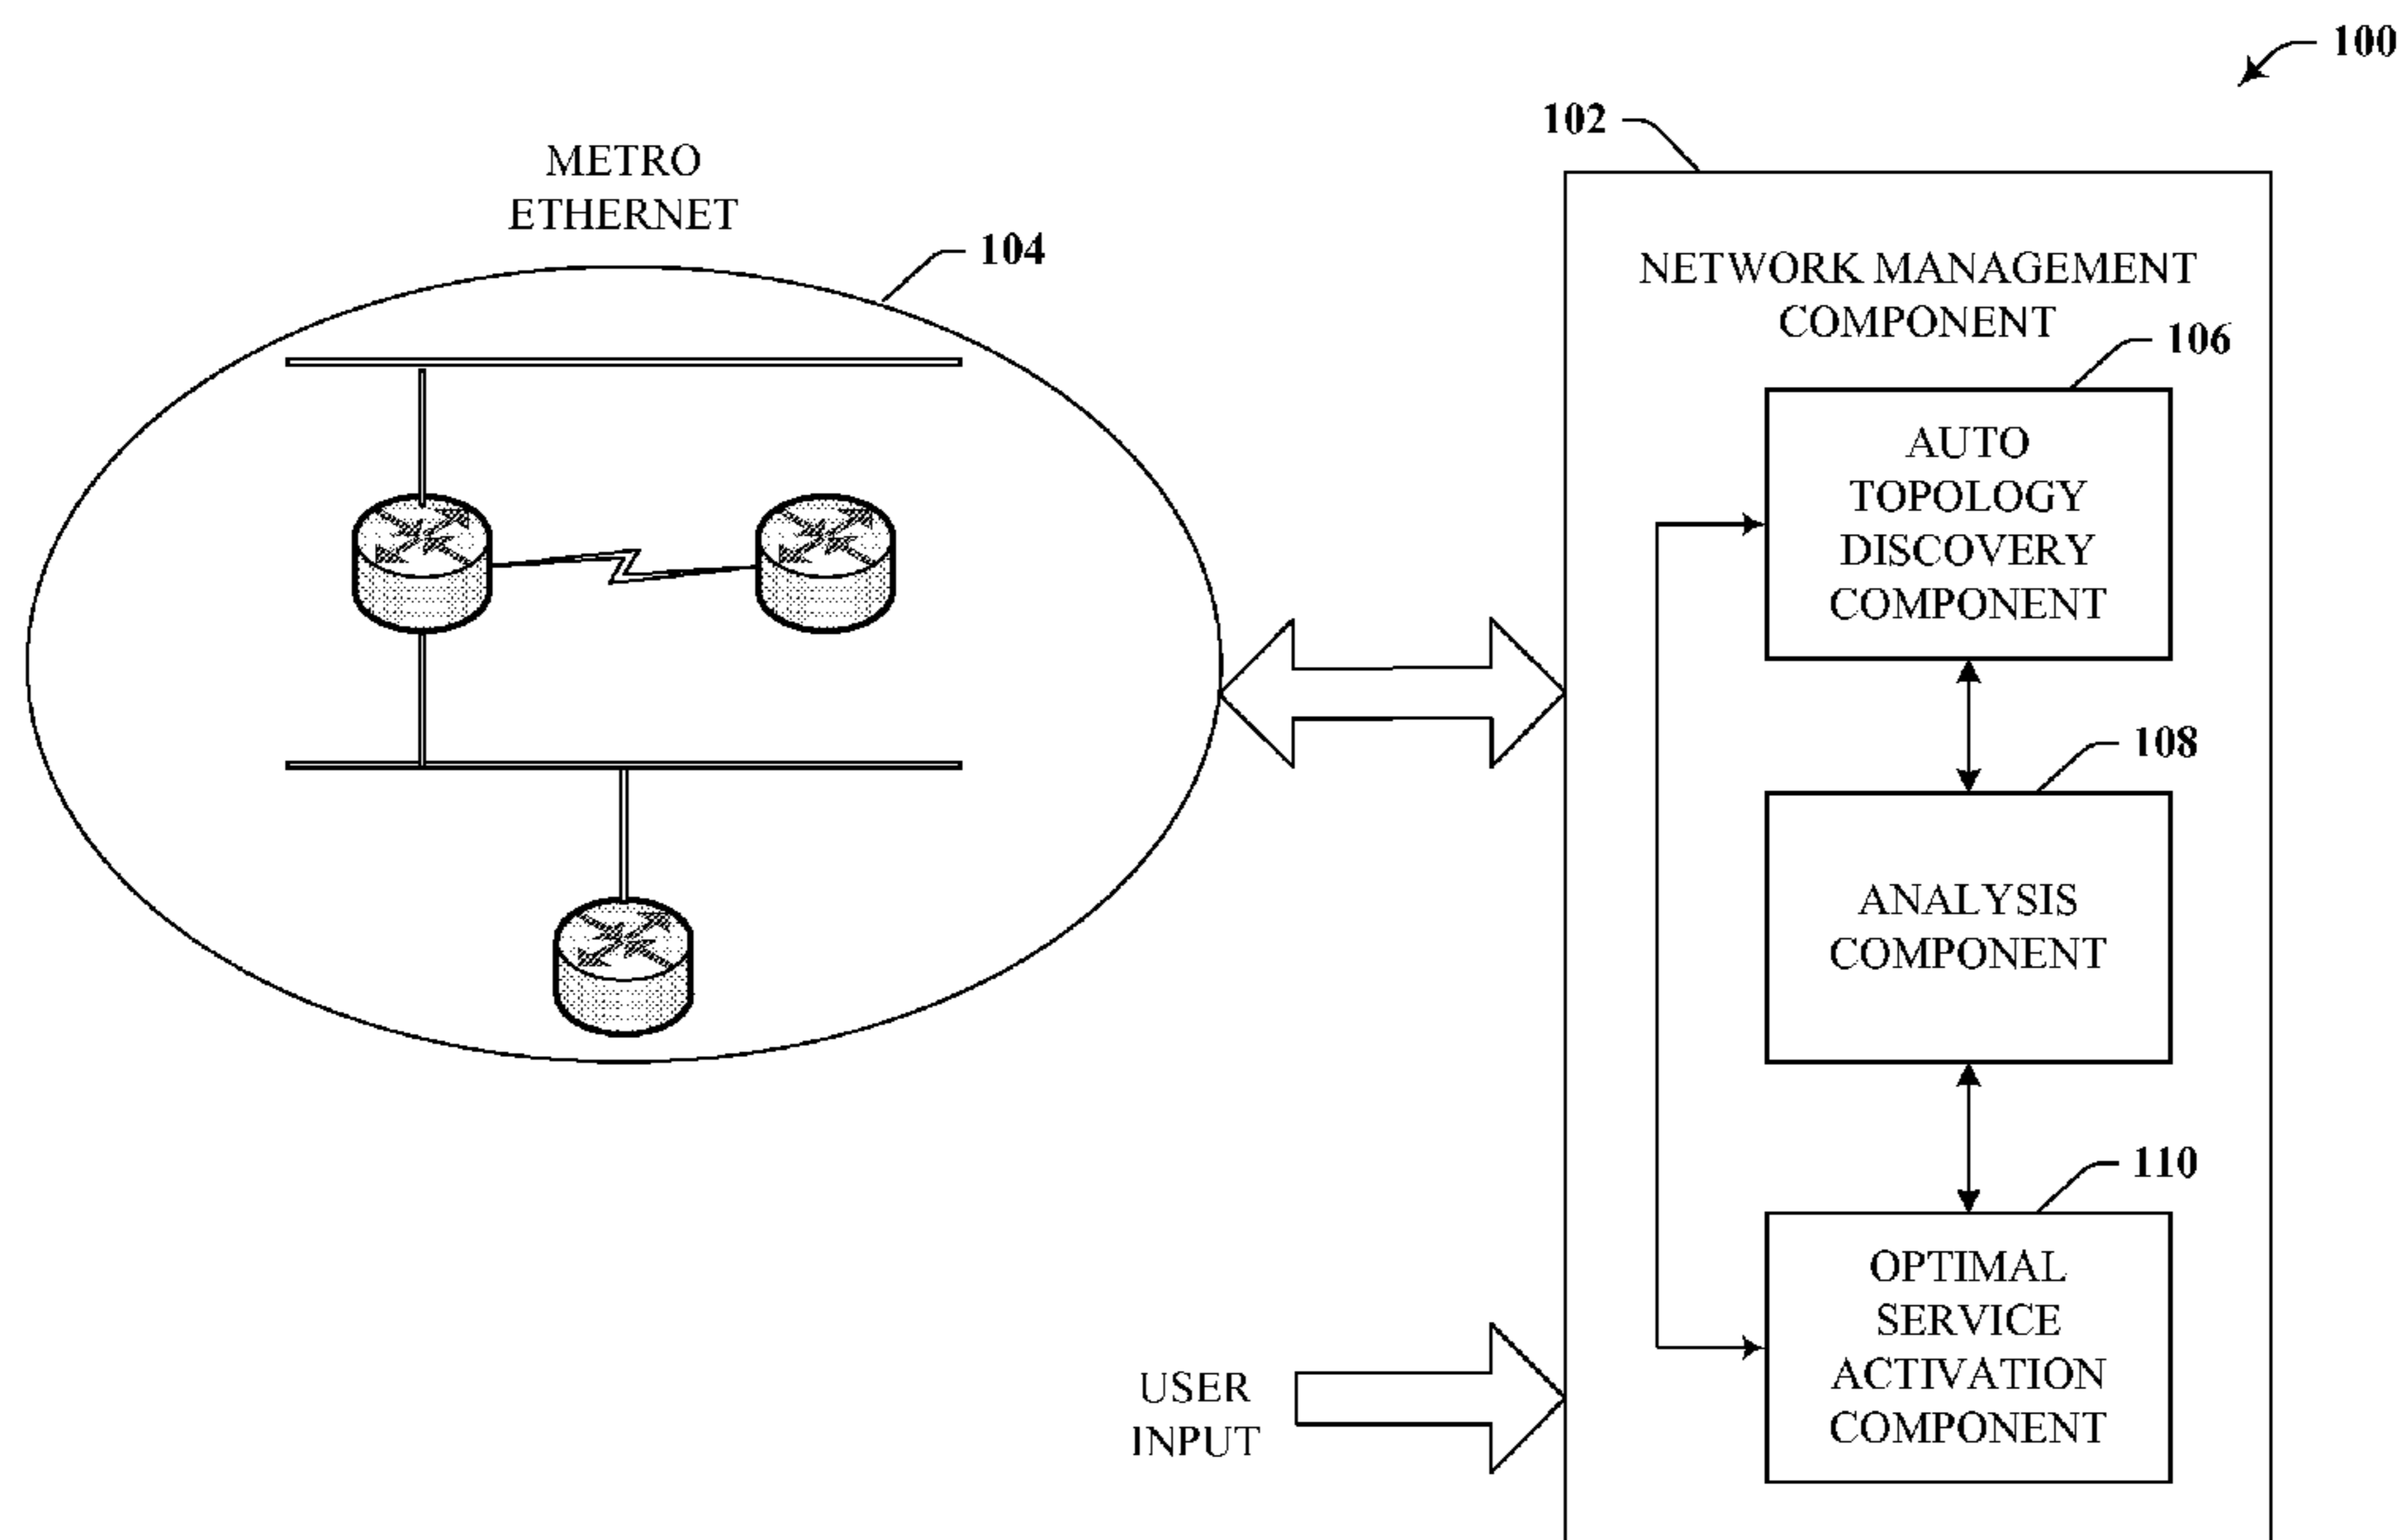 100
102
METRO
ETHERNET
104
NETWORK MANAGEMENT
COMPONENT
106
AUTO
TOPOLOGY
DISCOVERY
COMPONENT
108
ANALYSIS
COMPONENT
110
OPTIMAL
SERVICE
ACTIVATION
COMPONENT
USER
INPUT